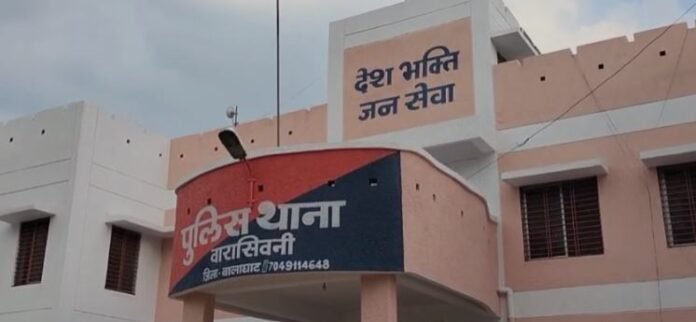 देश भक्ति
जन सेवा
पुलिस थाना
वारासिवनी
जिला- बालाघाट 7049114648